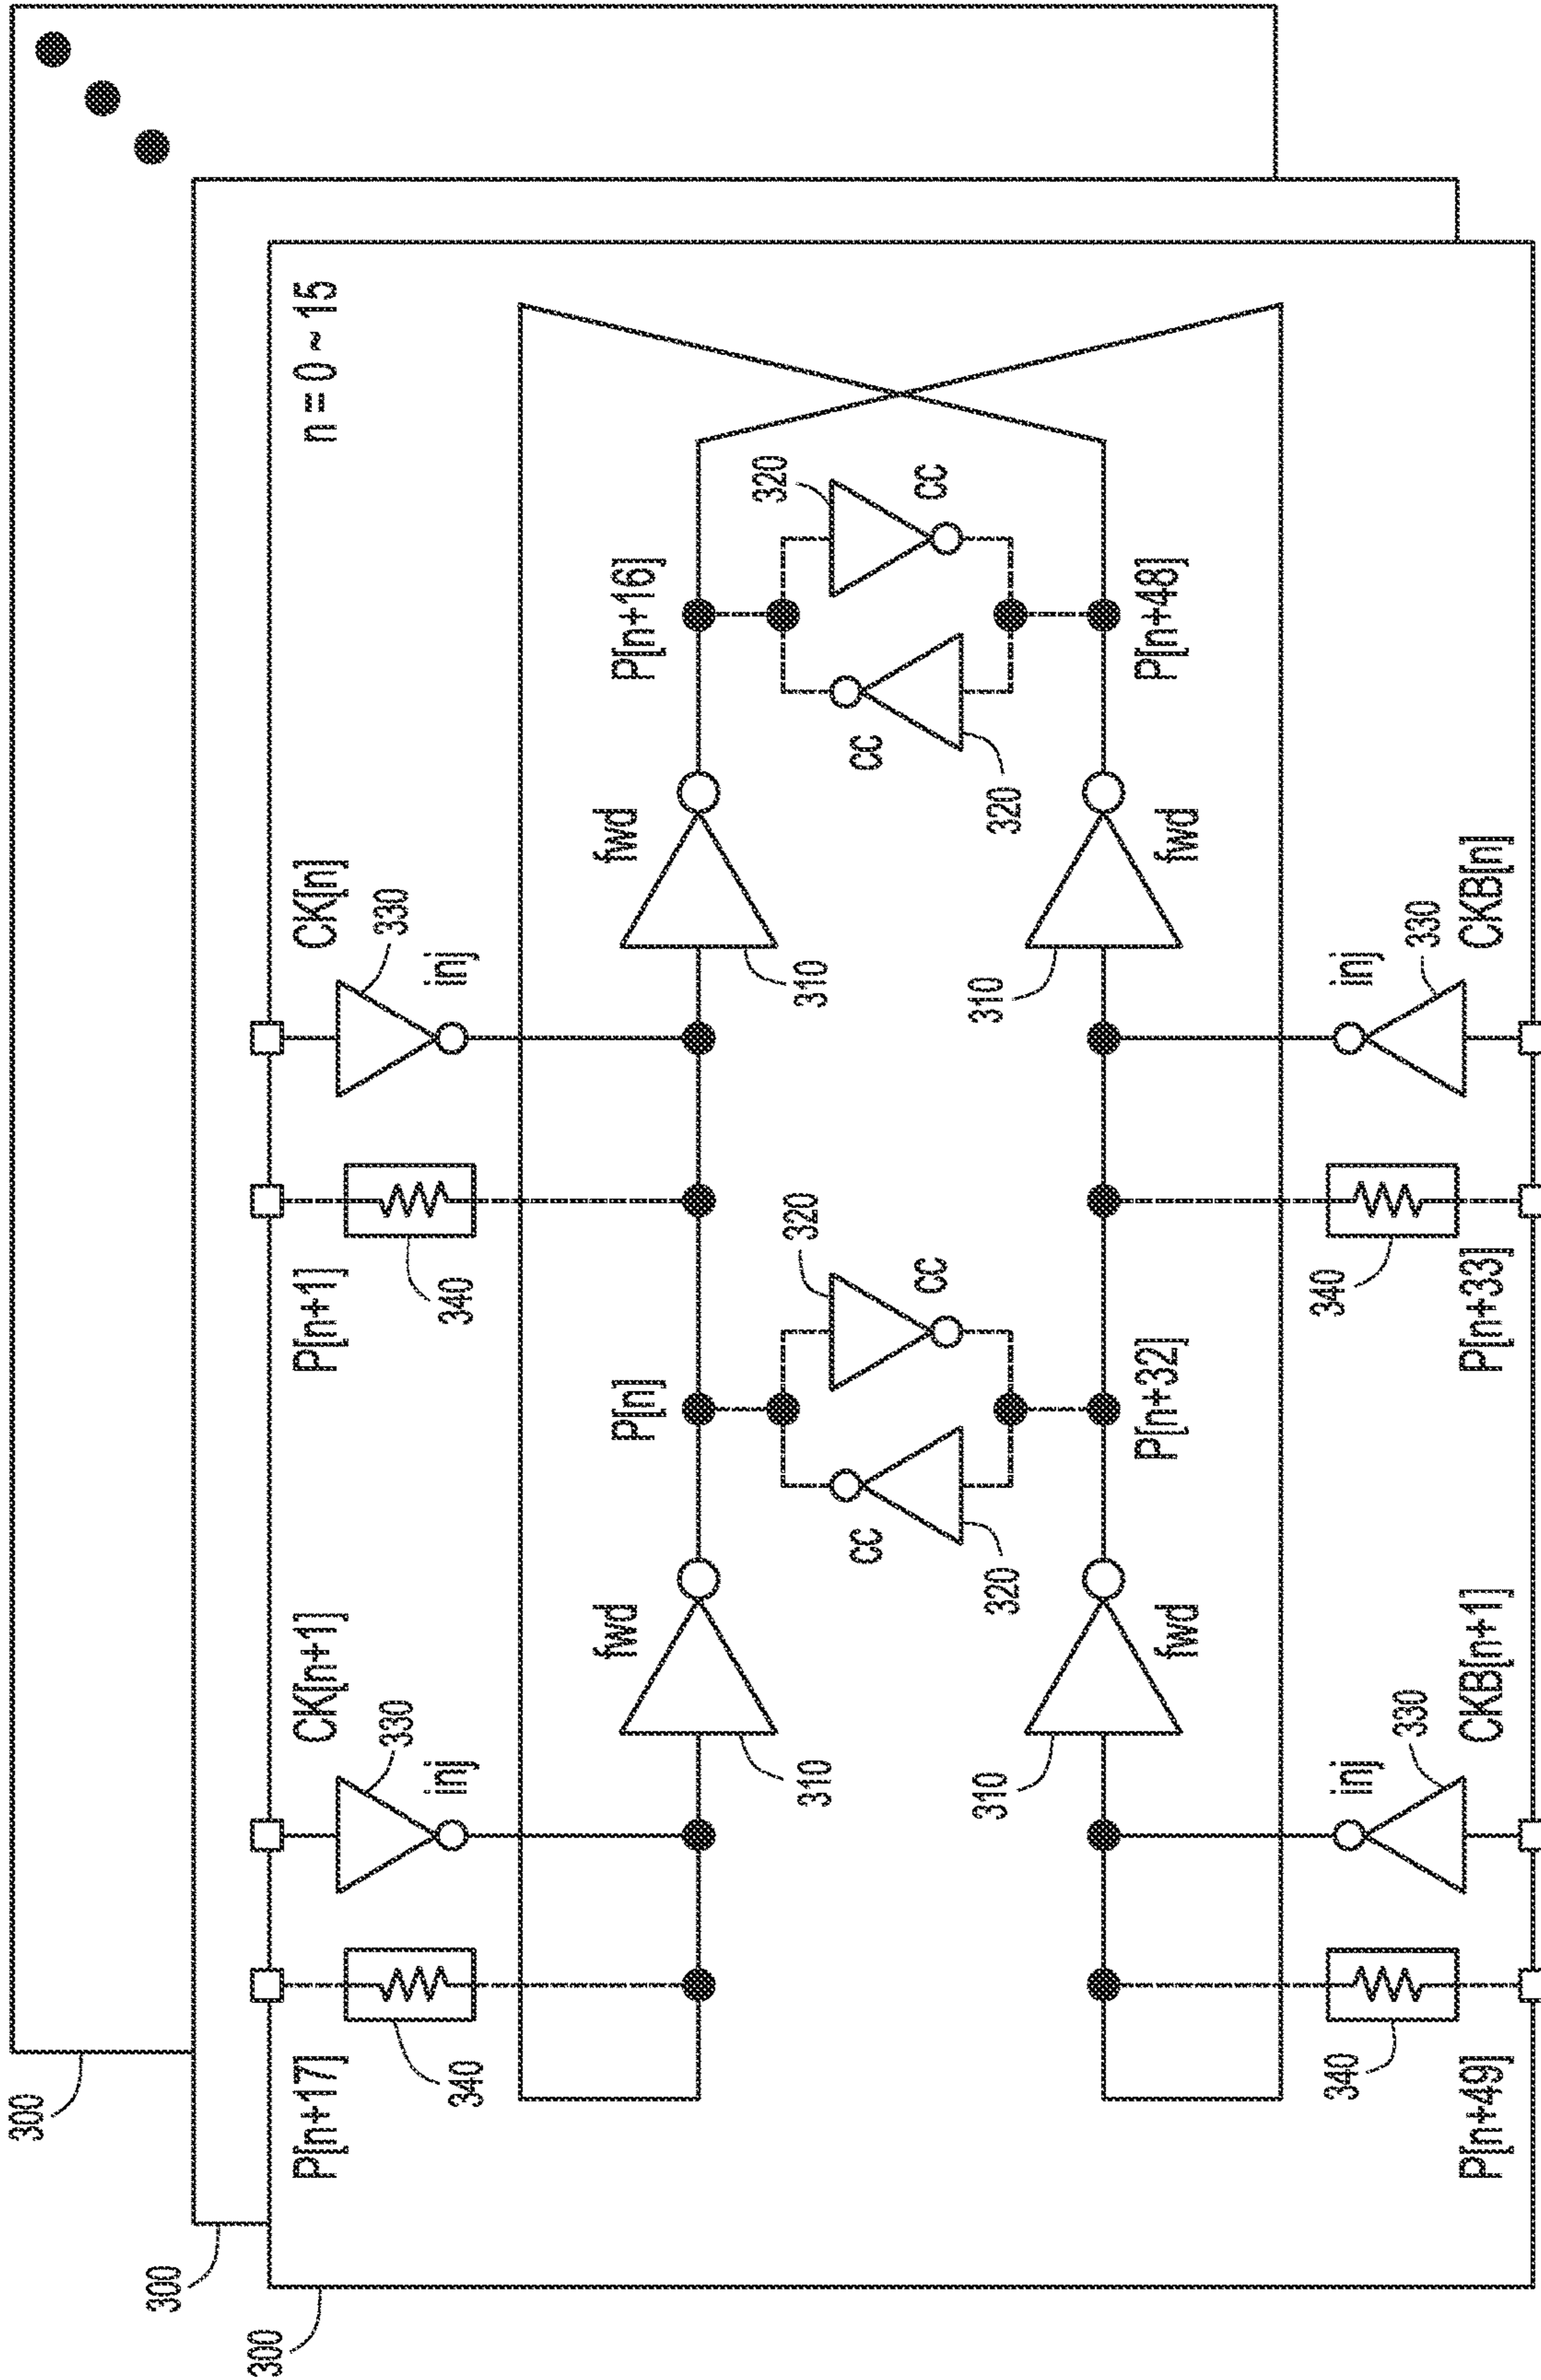 300
300
300
P[n+17]
CK[n+1]
P[n+1]
CK[n]
n = 0 ~ 15
330
330
340
inj
340
inj
fwd
P[n]
fwd
P[n+16]
320
310
320
310
cc
cc
cc
cc
310
320
310
320
fwd
P[n+32]
fwd
P[n+48]
340
inj
340
inj
330
330
P[n+49]
CKB[n+1]
P[n+33]
CKB[n]